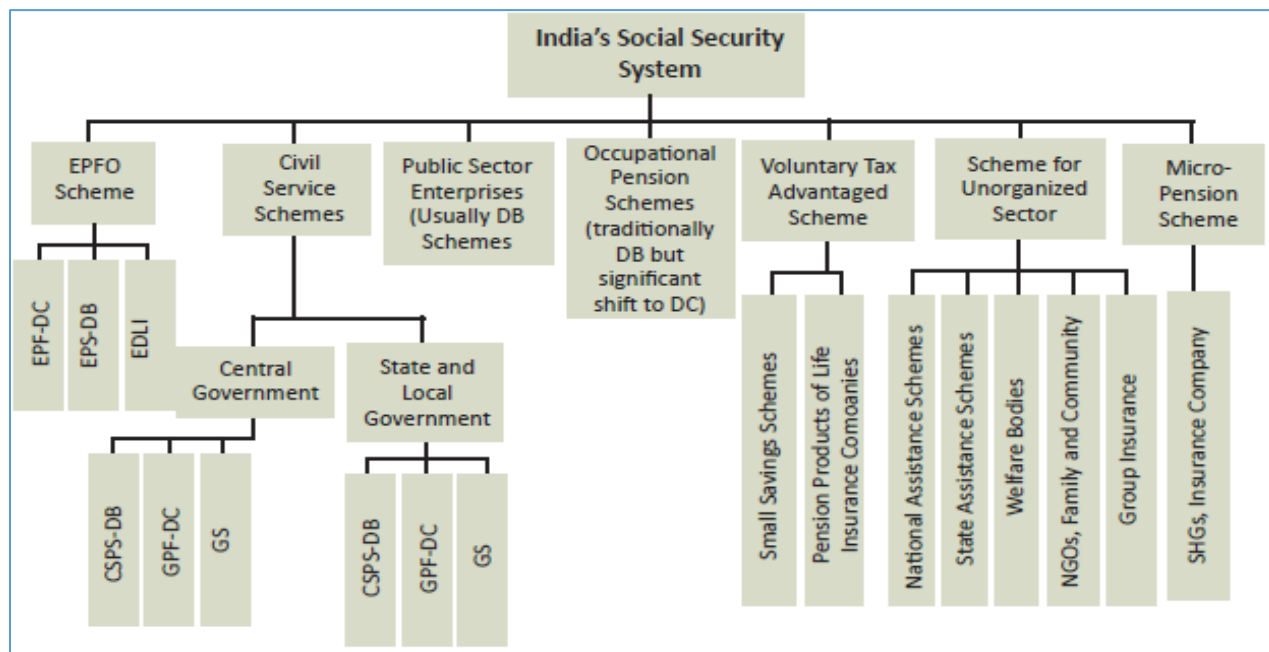 India's Social Security
System
EPFO
Scheme
Civil
Service
Schemes
Public Sector
Enterprises
(Usually DB
Schemes
Occupational
Pension
Schemes
(traditionally
DB but
significant
shift to DC)
Voluntary Tax
Advantaged
Scheme
Scheme for
Unorganized
Sector
Micro-
Pension
Scheme
EPF-DC
EPS-DB
EDLI
Central
Government
State and
Local
Government
CSPS-DB
GPF-DC
GS
CSPS-DB
GPF-DC
GS
Small Savings Schemes
Pension Products of Life
Insurance Comoanies
National Assistance Schemes
State Assistance Schemes
Welfare Bodies
NGOs, Family and Community
Group Insurance
SHGs, Insurance Company